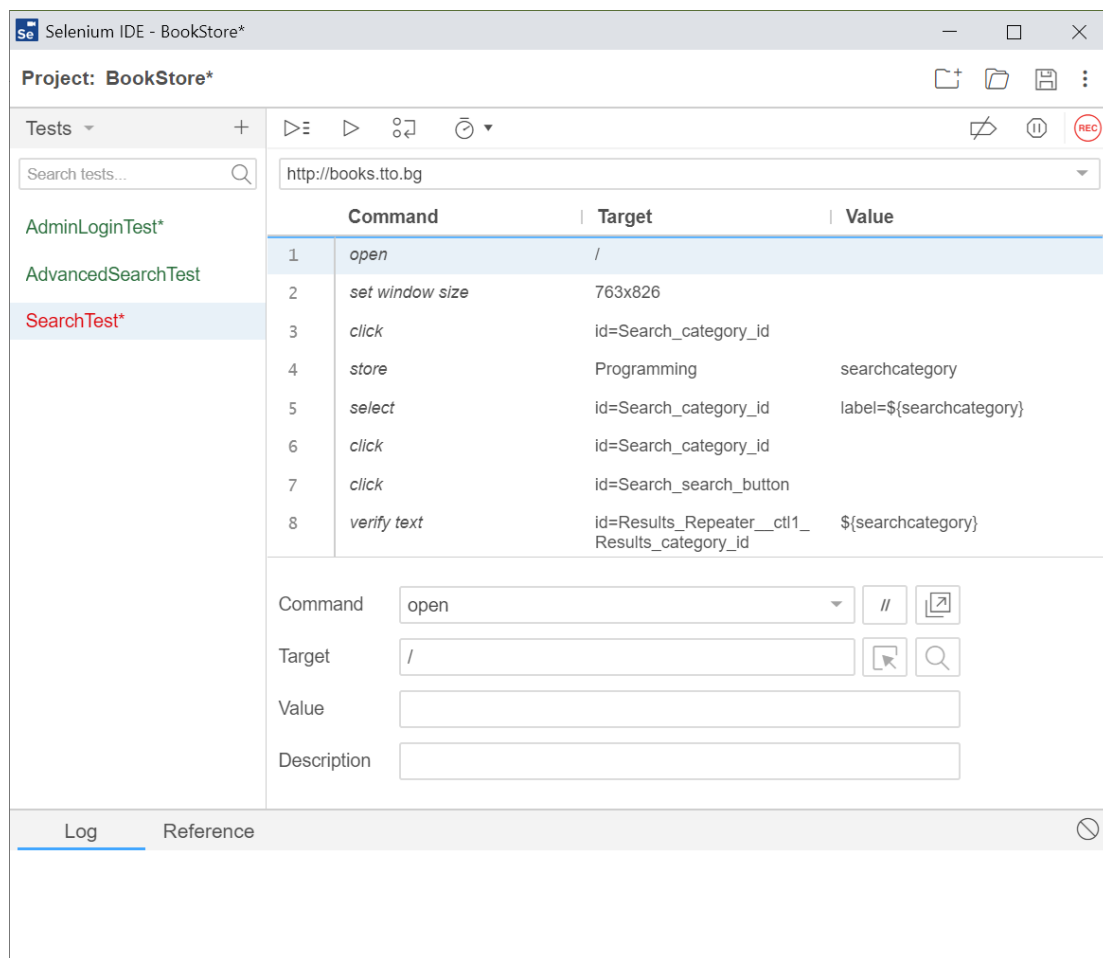 Se Selenium IDE - BookStore*
Project: BookStore*
Tests
Search tests...
AdminLoginTest*
AdvancedSearchTest
SearchTest*
REC
http://books.tto.bg
Command Target Value
1 open /
2 set window size 763x826
3 click id=Search_category_id
4 store Programming searchcategory
5 select id=Search_category_id label=${searchcategory}
6 click id=Search_category_id
7 click id=Search_search_button
8 verify text id=Results_Repeater__ctl1_ ${searchcategory}
Results_category_id
Command open //
Target /
Value
Description
Log Reference